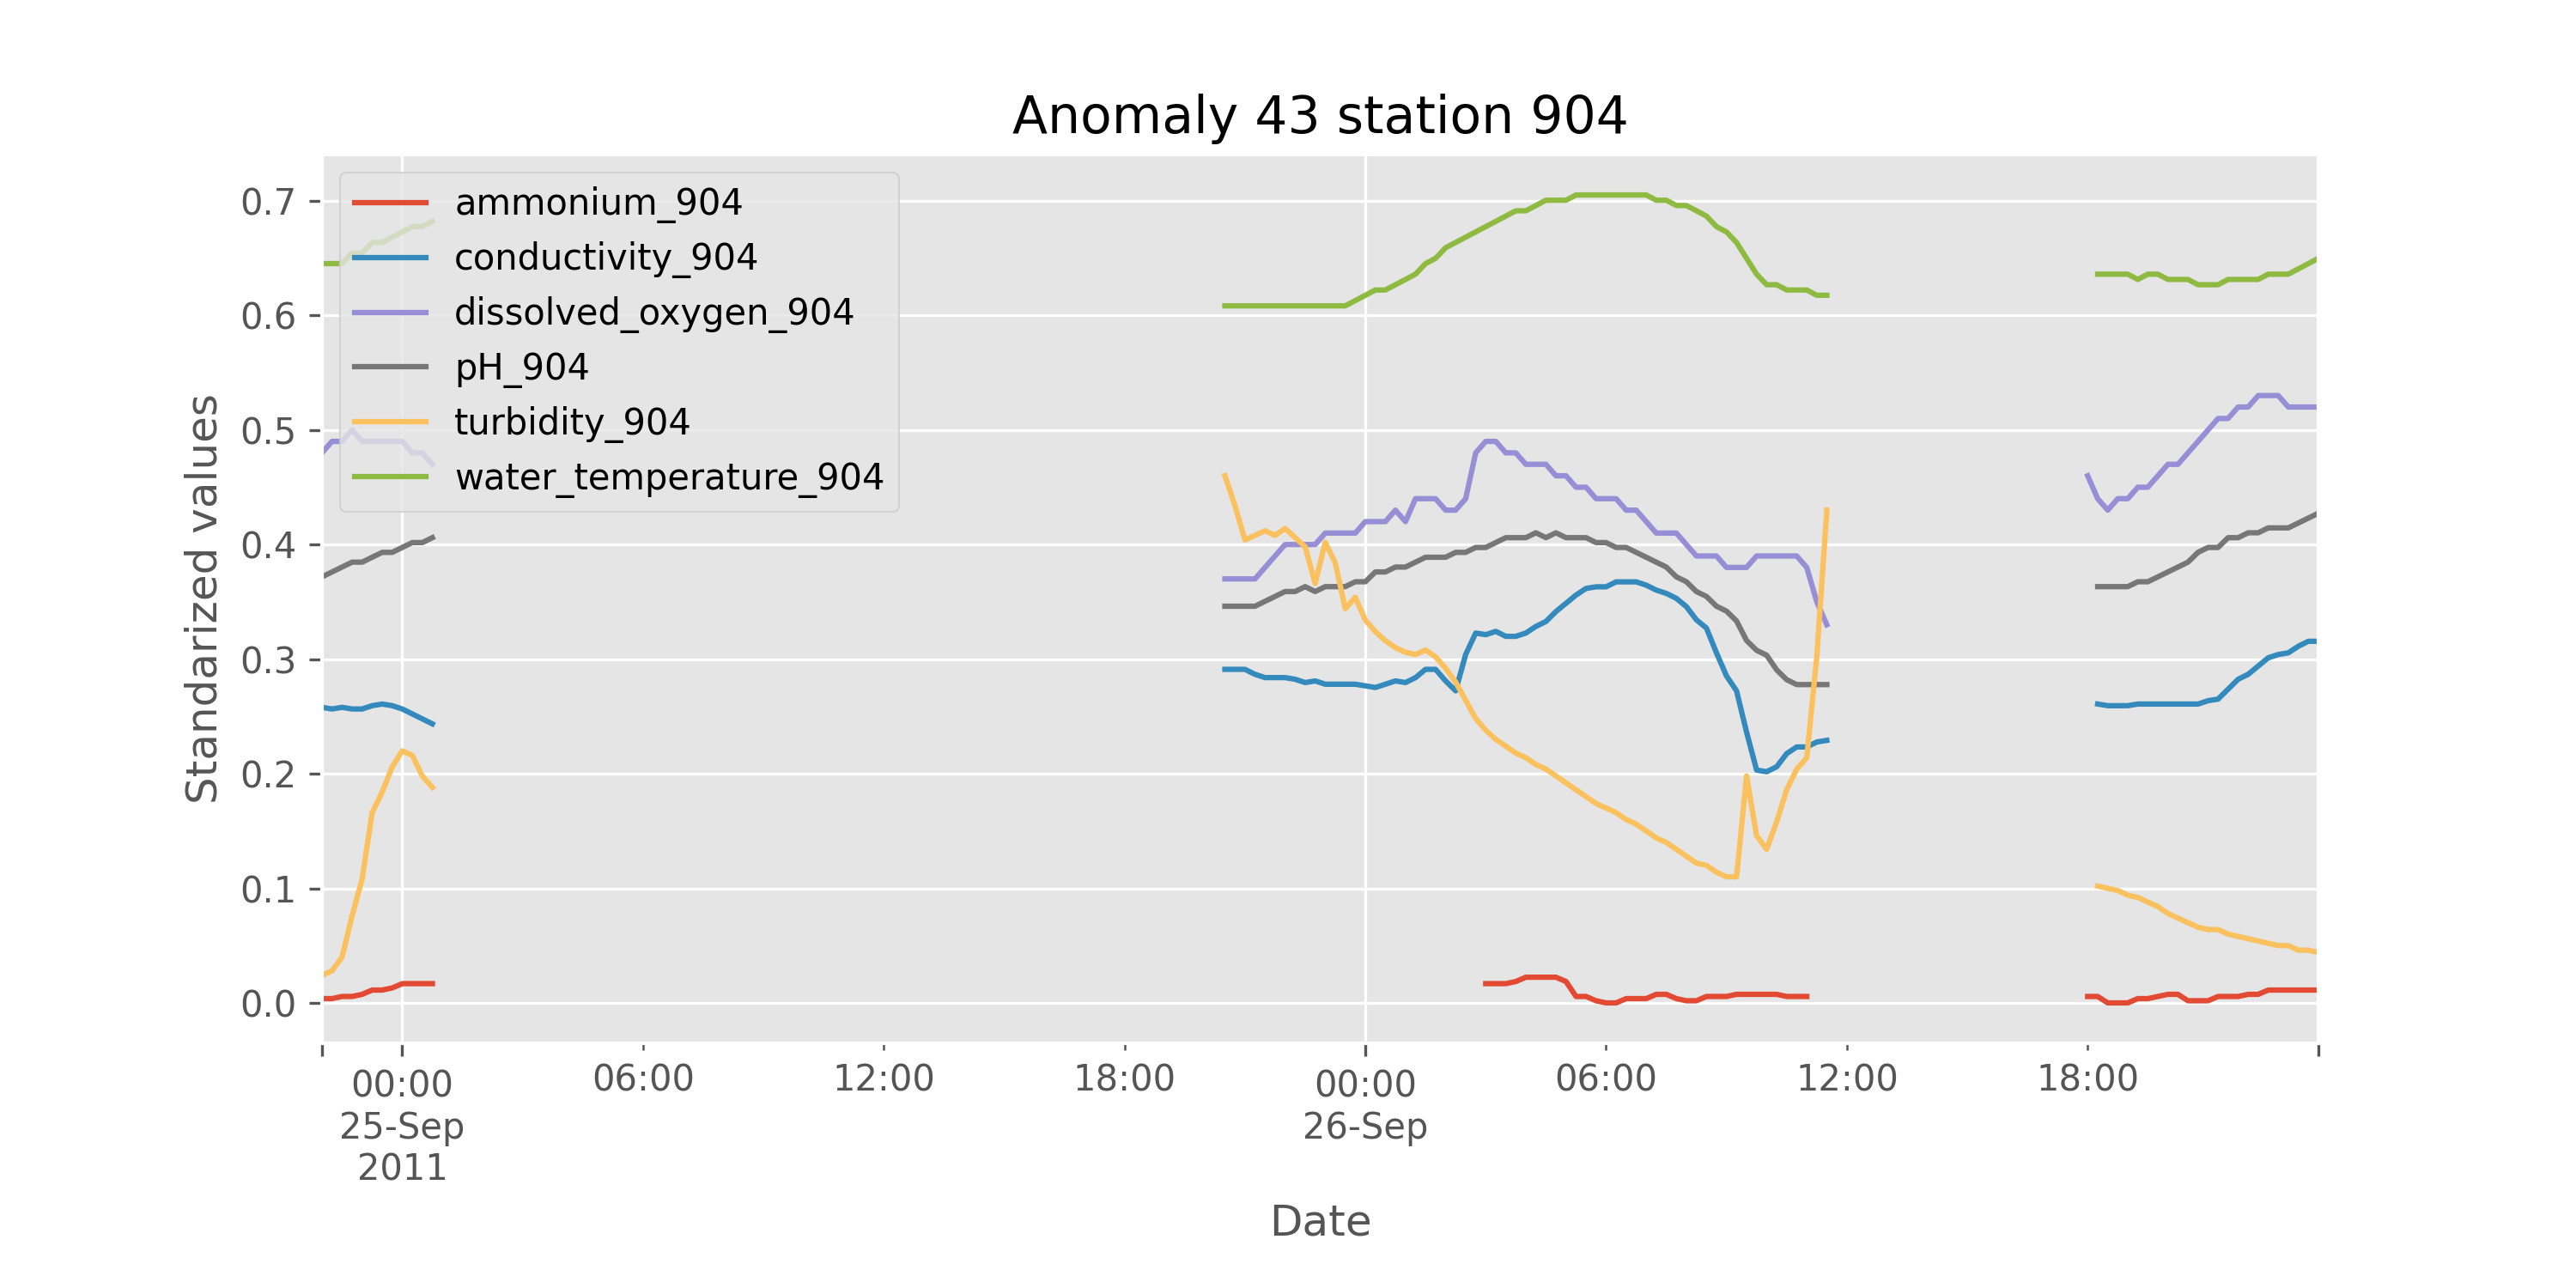 Anomaly 43 station 904
ammonium_904
conductivity_904
dissolved_oxygen_904
pH_904
turbidity_904
water_temperature_904
Standarized values
0.7
0.6
0.5
0.4
0.3
0.2
0.1
0.0
00:00 06:00 12:00 18:00 00:00 06:00 12:00 18:00
25-Sep 26-Sep
2011
Date